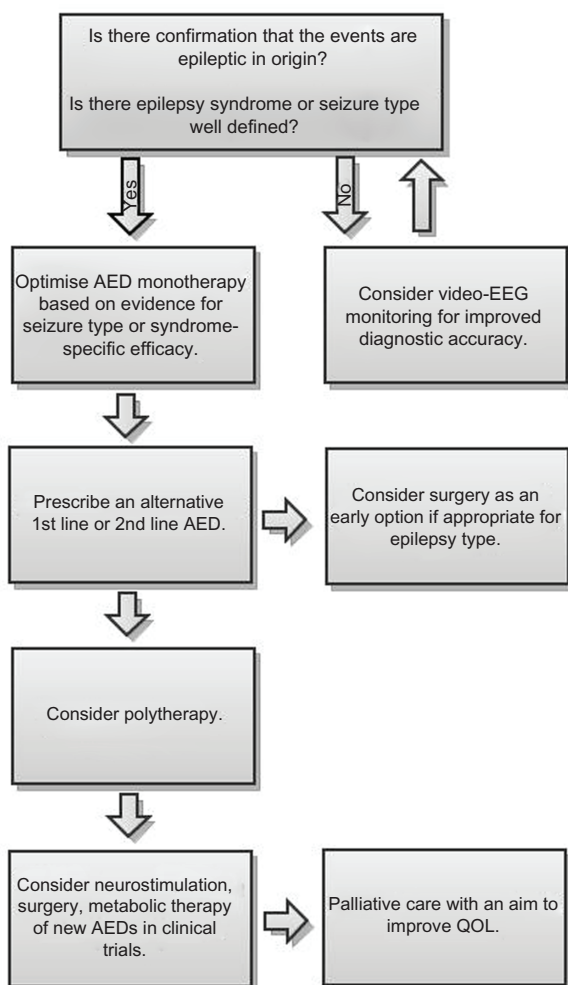 Is there confirmation that the events are
epileptic in origin?
Is there epilepsy syndrome or seizure type
well defined?
Yes
No
Optimise AED monotherapy
based on evidence for
seizure type or syndrome-
specific efficacy.
Consider video-EEG
monitoring for improved
diagnostic accuracy.
Prescribe an alternative
1st line or 2nd line AED.
Consider surgery as an
early option if appropriate for
epilepsy type.
Consider polytherapy.
Consider neurostimulation,
surgery, metabolic therapy
of new AEDs in clinical
trials.
Palliative care with an aim to
improve QOL.